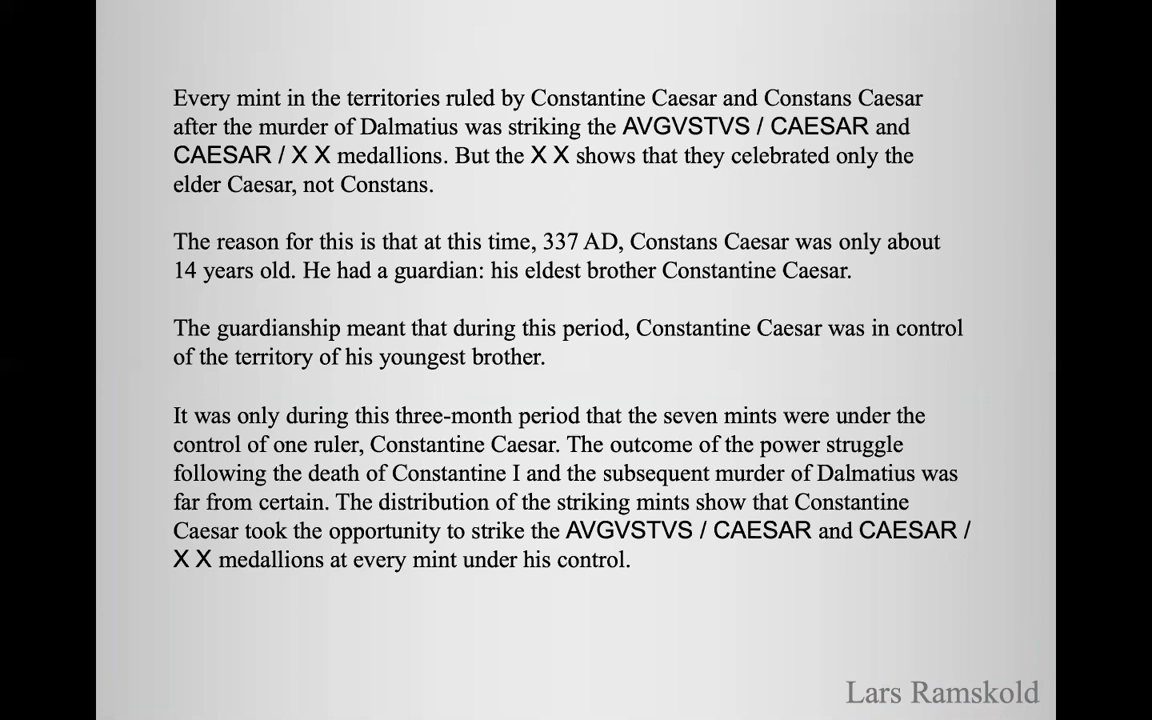 Every mint in the territories ruled by Constantine Caesar and Constans Caesar
after the murder of Dalmatius was striking the AVGVSTVS / CAESAR and
CAESAR / X X medallions. But the X X shows that they celebrated only the
elder Caesar, not Constans.
The reason for this is that at this time, 337 AD, Constans Caesar was only about
14 years old. He had a guardian: his eldest brother Constantine Caesar.
The guardianship meant that during this period, Constantine Caesar was in control
of the territory of his youngest brother.
It was only during this three-month period that the seven mints were under the
control of one ruler, Constantine Caesar. The outcome of the power struggle
following the death of Constantine I and the subsequent murder of Dalmatius was
far from certain. The distribution of the striking mints show that Constantine
Caesar took the opportunity to strike the AVGVSTVS / CAESAR and CAESAR /
X X medallions at every mint under his control.
Lars Ramskold